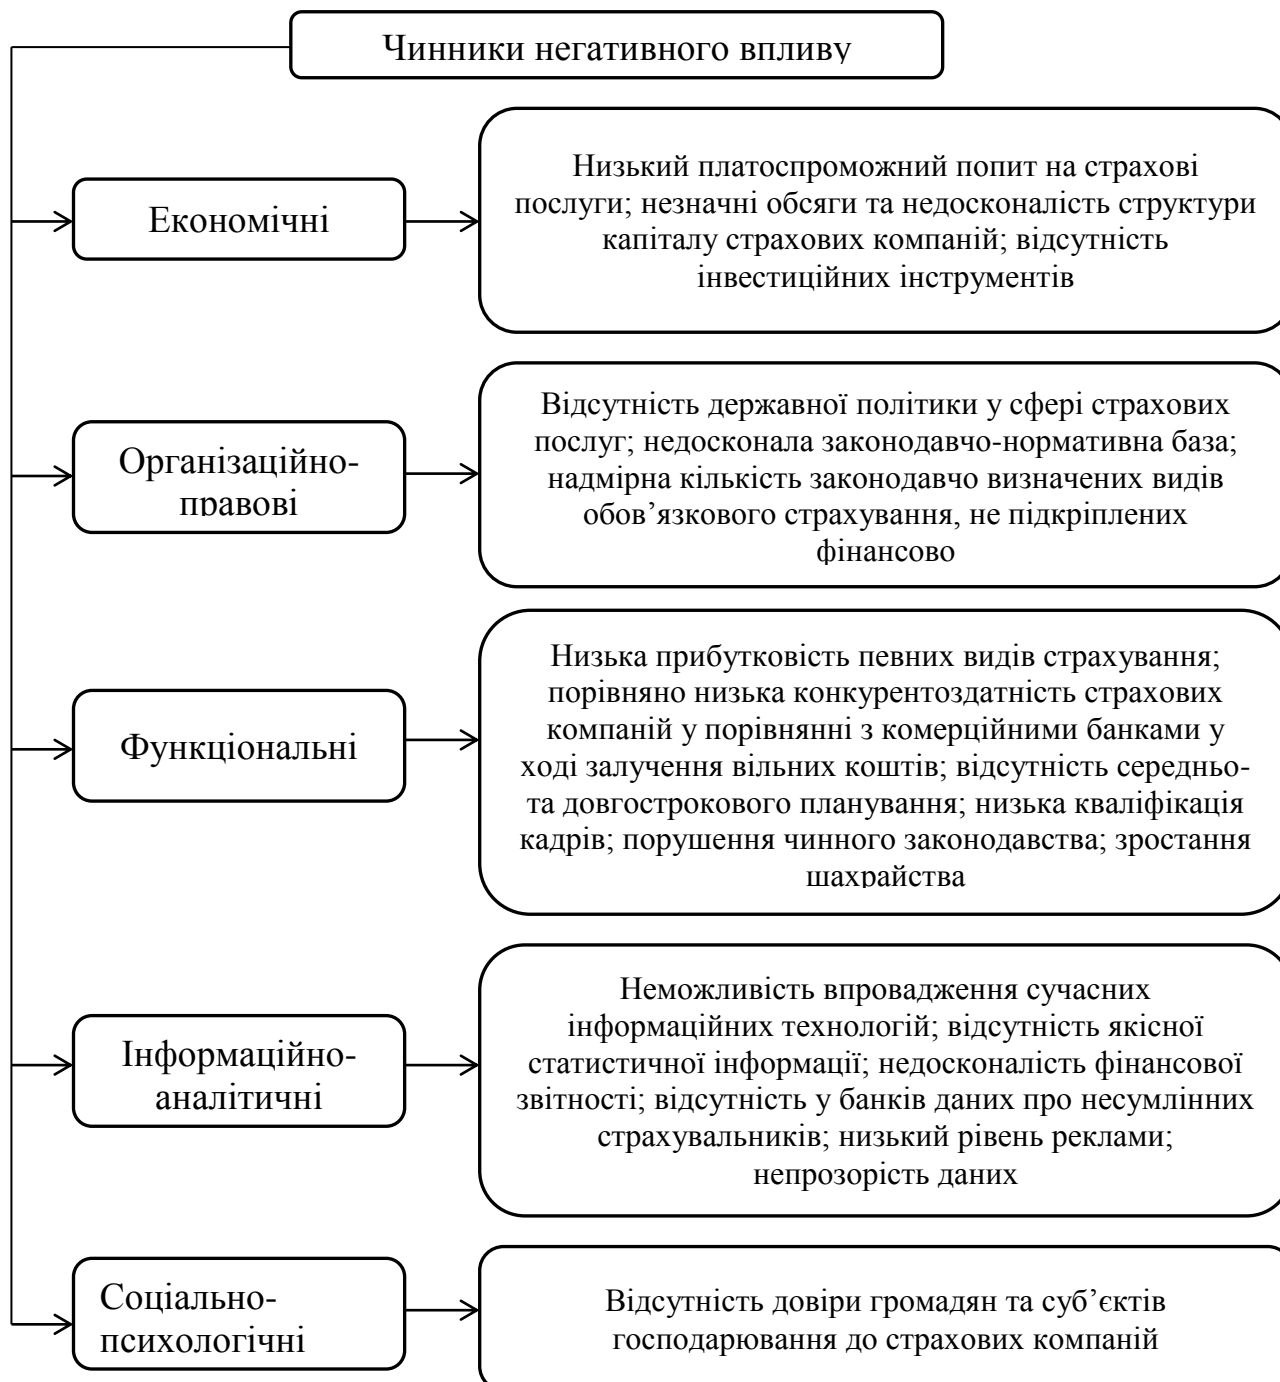 Чинники негативного впливу
Економічні
Низький платоспроможний попит на страхові
послуги; незначні обсяги та недосконалість структури
капіталу страхових компаній; відсутність
інвестиційних інструментів
Організаційно-
правові
Відсутність державної політики у сфері страхових
послуг; недосконала законодавчо-нормативна база;
надмірна кількість законодавчо визначених видів
обов’язкового страхування, не підкріплених
фінансово
Функціональні
Низька прибутковість певних видів страхування;
порівняно низька конкурентоздатність страхових
компаній у порівнянні з комерційними банками у
ході залучення вільних коштів; відсутність середньо-
та довгострокового планування; низька кваліфікація
кадрів; порушення чинного законодавства; зростання
шахрайства
Інформаційно-
аналітичні
Неможливість впровадження сучасних
інформаційних технологій; відсутність якісної
статистичної інформації; недосконалість фінансової
звітності; відсутність у банків даних про несумлінних
страхувальників; низький рівень реклами;
непрозорість даних
Соціально-
психологічні
Відсутність довіри громадян та суб’єктів
господарювання до страхових компаній